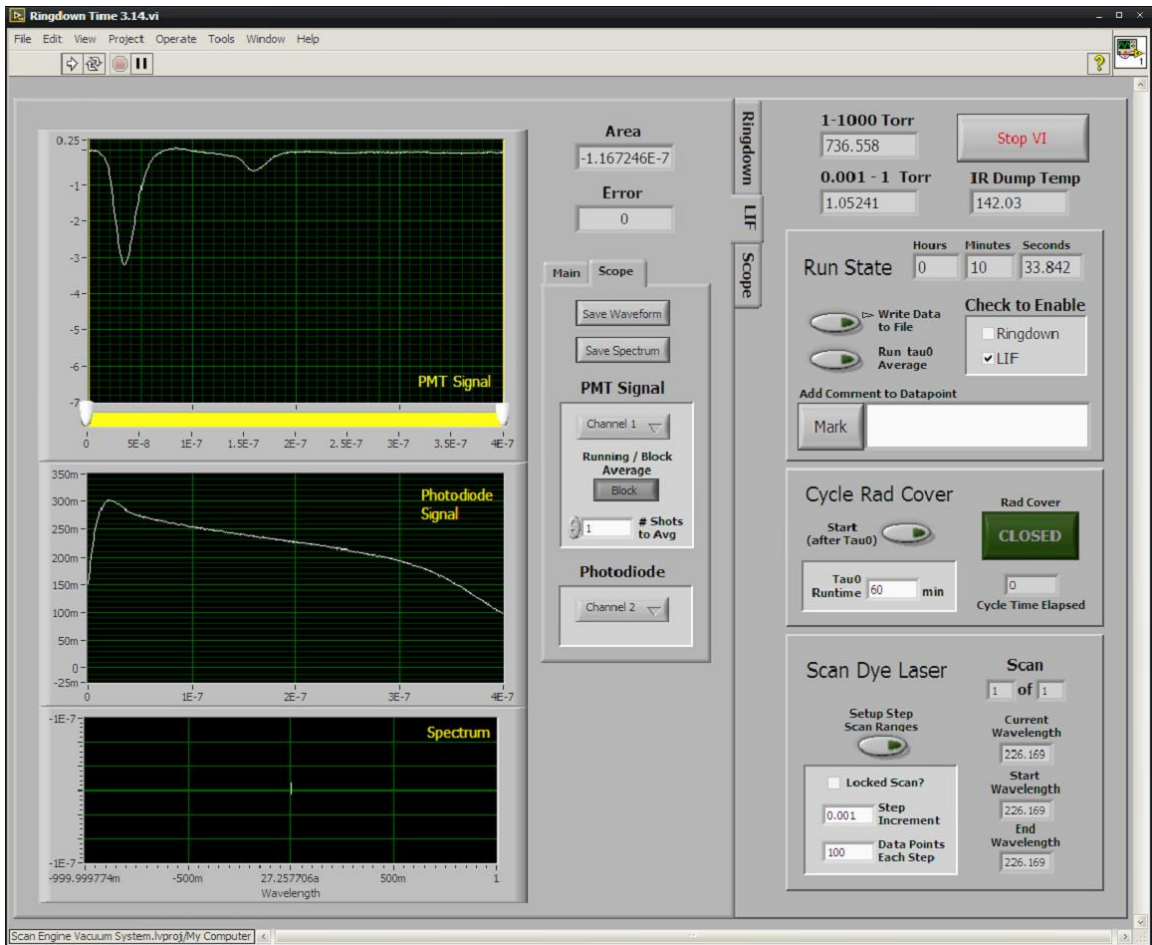 Ringdown Time 3.14.vi
File Edit View Project Operate Tools Window Help
1
0.25
-1
-2
-3
-4
-5
-6
-7
PMT Signal
0 5E-8 1E-7 1.5E-7 2E-7 2.5E-7 3E-7 3.5E-7 4E-7
350m
300m
250m
200m
150m
100m
50m
0
-25m
Photodiode
Signal
0 1E-7 2E-7 3E-7 4E-7
-1E-7
-1E-7
Spectrum
-999.999774m -500m 27.257706a 500m 1
Wavelength
Area
-1.167246E-7
Error
0
Main Scope
Save Waveform
Save Spectrum
PMT Signal
Channel 1
Running / Block
Average
Block
1 # Shots
to Avg
Photodiode
Channel 2
Ringdown
LIF
Scope
1-1000 Torr
736.558
0.001 - 1 Torr
1.05241
Stop VI
IR Dump Temp
142.03
Run State
Hours Minutes Seconds
0 10 33.842
Write Data
to File
Run tau0
Average
Check to Enable
Ringdown
LIF
Add Comment to Datapoint
Mark
Cycle Rad Cover
Start
(after Tau0)
Tau0
Runtime 60 min
Rad Cover
CLOSED
0
Cycle Time Elapsed
Scan Dye Laser
Setup Step
Scan Ranges
Locked Scan?
0.001 Step
Increment
100 Data Points
Each Step
Scan
1 of 1
Current
Wavelength
226.169
Start
Wavelength
226.169
End
Wavelength
226.169
Scan Engine Vacuum System.lvproj/My Computer